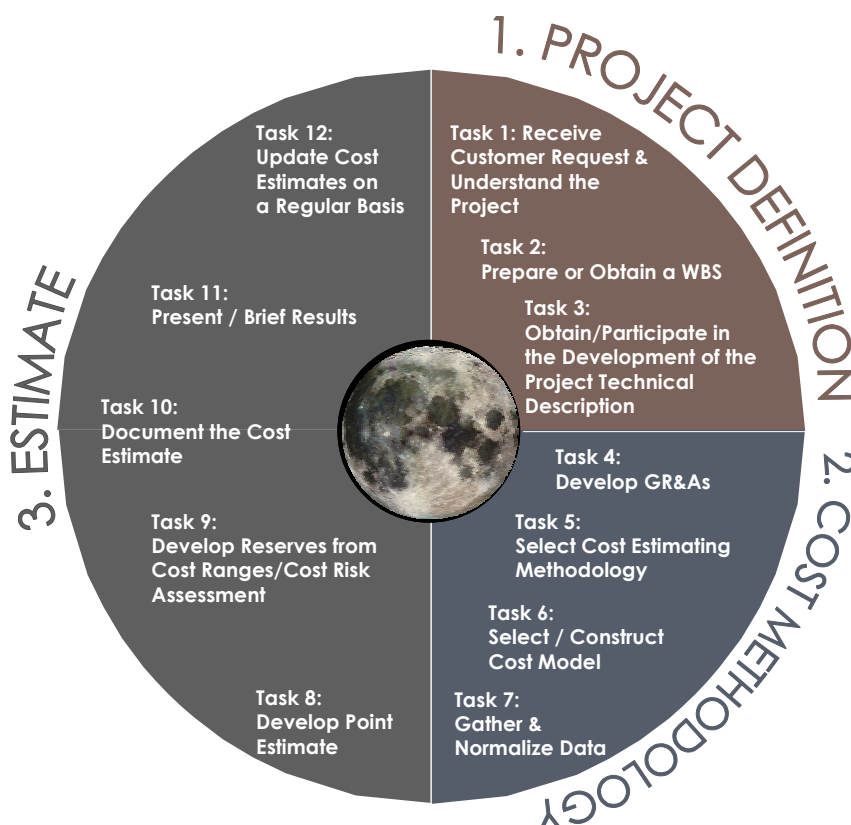 1. PROJECT DEFINITION
Task 1: Receive
Customer Request &
Understand the
Project
Task 2:
Prepare or Obtain a WBS
Task 3:
Obtain/Participate in
the Development of the
Project Technical
Description
2. COST METHODOLOGY
Task 4:
Develop GR&As
Task 5:
Select Cost Estimating
Methodology
Task 6:
Select / Construct
Cost Model
Task 7:
Gather &
Normalize Data
3. ESTIMATE
Task 8:
Develop Point
Estimate
Task 9:
Develop Reserves from
Cost Ranges/Cost Risk
Assessment
Task 10:
Document the Cost
Estimate
Task 11:
Present / Brief Results
Task 12:
Update Cost
Estimates on
a Regular Basis